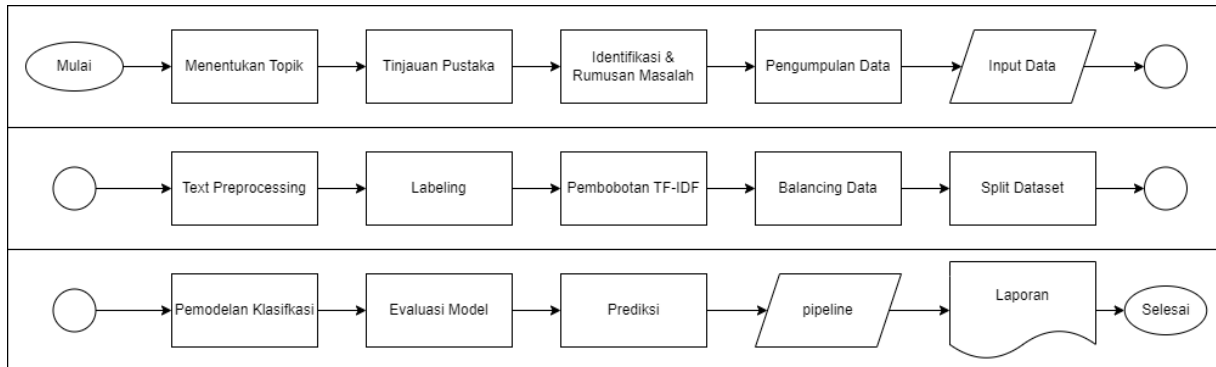 Mulai
Menentukan Topik
Tinjauan Pustaka
Identifikasi &
Rumusan Masalah
Pengumpulan Data
Input Data
Text Preprocessing
Labeling
Pembobotan TF-IDF
Balancing Data
Split Dataset
Pemodelan Klasifkasi
Evaluasi Model
Prediksi
pipeline
Laporan
Selesai